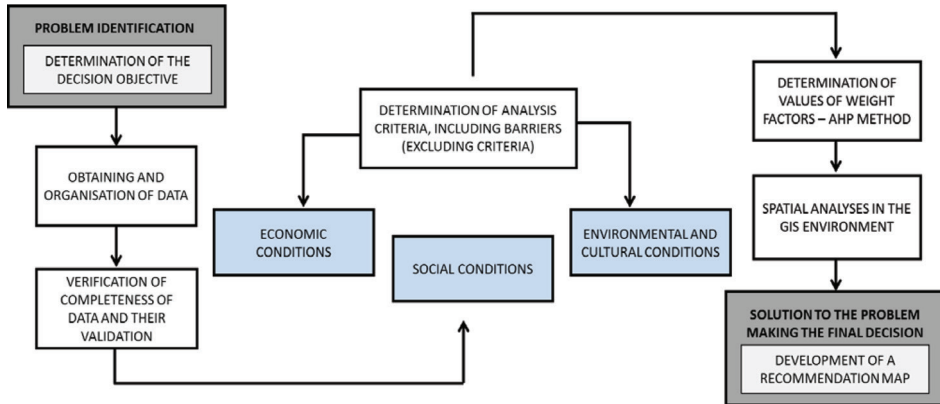 PROBLEM IDENTIFICATION
DETERMINATION OF THE
DECISION OBJECTIVE
OBTAINING AND
ORGANISATION OF DATA
VERIFICATION OF
COMPLETENESS OF
DATA AND THEIR
VALIDATION
DETERMINATION OF ANALYSIS
CRITERIA, INCLUDING BARRIERS
(EXCLUDING CRITERIA)
ECONOMIC
CONDITIONS
SOCIAL CONDITIONS
ENVIRONMENTAL AND
CULTURAL CONDITIONS
DETERMINATION OF
VALUES OF WEIGHT
FACTORS – AHP METHOD
SPATIAL ANALYSES IN THE
GIS ENVIRONMENT
SOLUTION TO THE PROBLEM
MAKING THE FINAL DECISION
DEVELOPMENT OF A
RECOMMENDATION MAP